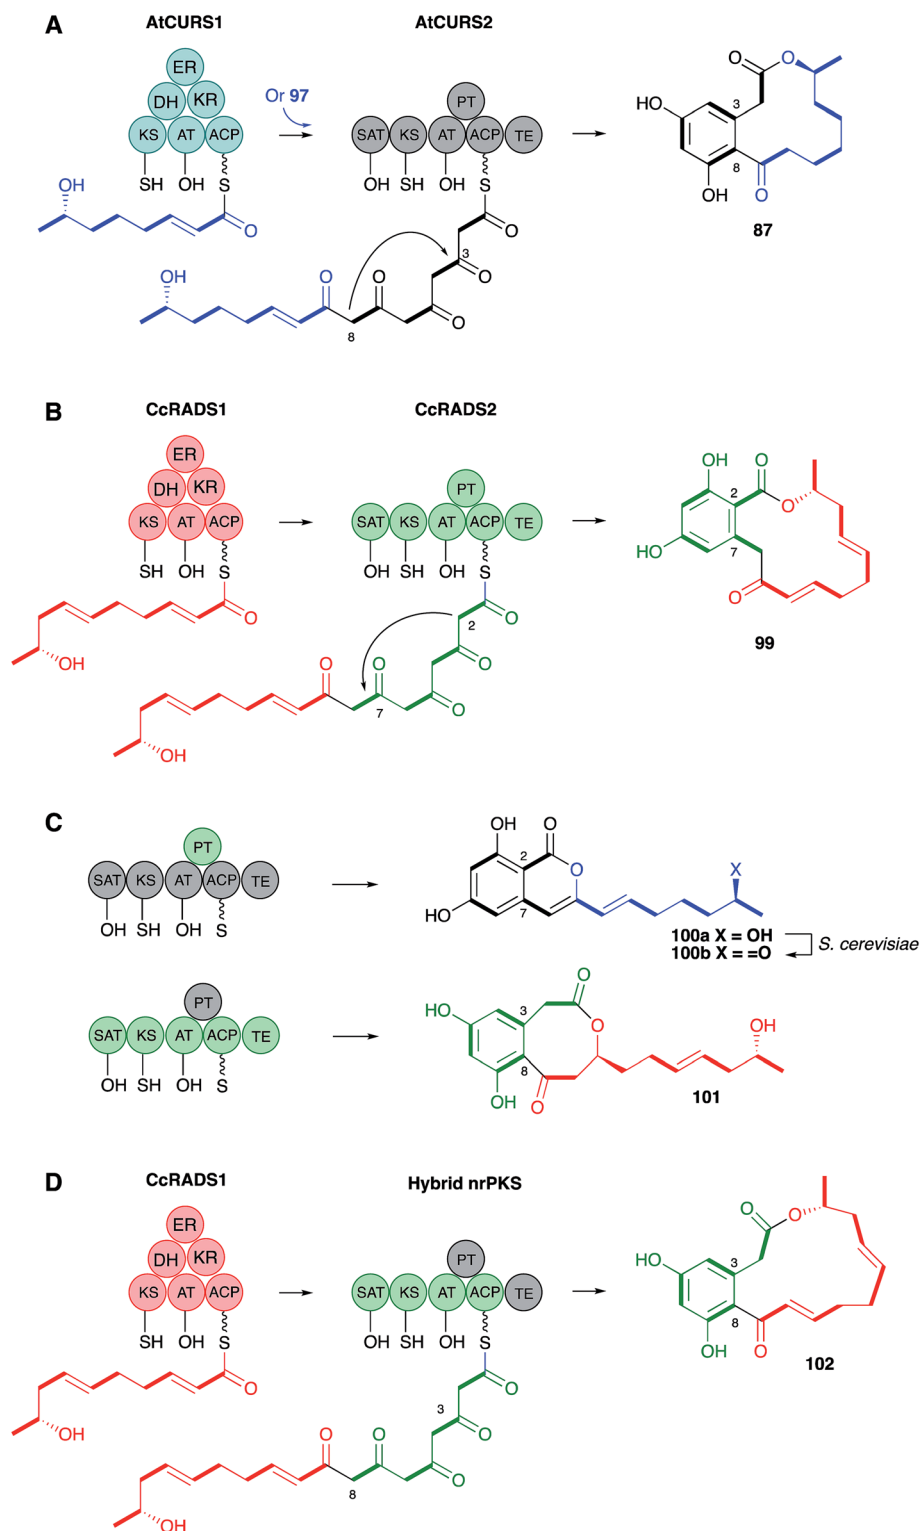 A
AtCURS1
AtCURS2
ER
DH KR
KS AT ACP
SH OH S
OH
O
Or 97
PT
SAT KS AT ACP TE
OH SH OH S
O
3
O
O
O
O
OH
8
HO
O
O
3
8
OH
O
87
B
CcRADS1
CcRADS2
ER
DH KR
KS AT ACP
SH OH S
O
OH
PT
SAT KS AT ACP TE
OH SH OH S
O
2
O
O
O
O
7
OH
OH
O
2
O
HO
7
O
99
C
PT
SAT KS AT ACP TE
OH SH OH S
OH
O
2
O
X
HO
7
100a X = OH
100b X = =O
S. cerevisiae
PT
SAT KS AT ACP TE
OH SH OH S
O
HO
3
O
OH
8
OH
O
101
D
CcRADS1
Hybrid nrPKS
ER
DH KR
KS AT ACP
SH OH S
O
OH
PT
SAT KS AT ACP TE
OH SH OH S
O
3
O
O
O
O
8
OH
O
O
HO
3
8
OH
O
102